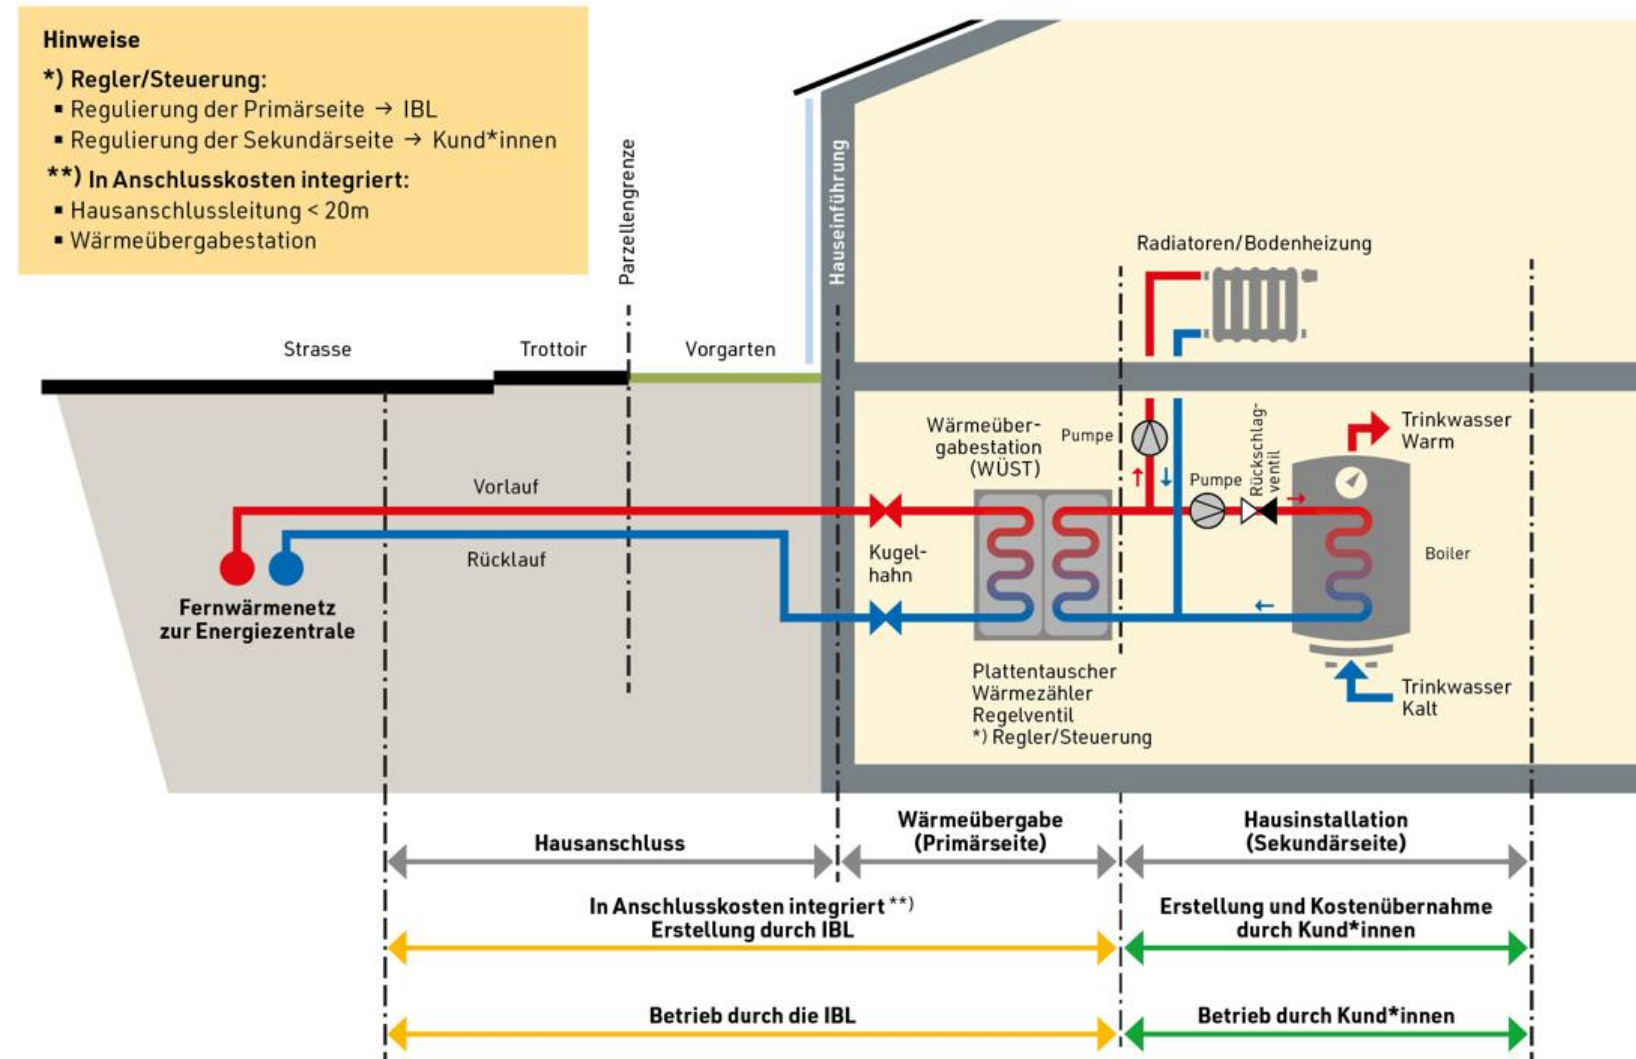 Hinweise
*) Regler/Steuerung:
▪ Regulierung der Primärseite → IBL
▪ Regulierung der Sekundärseite → Kund*innen
**) In Anschlusskosten integriert:
▪ Hausanschlussleitung < 20m
▪ Wärmeübergabestation
Parzellengrenze
Hauseinführung
Radiatoren/Bodenheizung
Strasse
Trottoir
Vorgarten
Wärmeüber-
gabestation
(WÜST)
Pumpe
Pumpe
Rückschlag-
ventil
Trinkwasser
Warm
Vorlauf
Rücklauf
Kugel-
hahn
Boiler
Fernwärmenetz
zur Energiezentrale
Plattentauscher
Wärmezähler
Regelventil
*) Regler/Steuerung
Trinkwasser
Kalt
Hausanschluss
Wärmeübergabe
(Primärseite)
Hausinstallation
(Sekundärseite)
In Anschlusskosten integriert **)
Erstellung durch IBL
Erstellung und Kostenübernahme
durch Kund*innen
Betrieb durch die IBL
Betrieb durch Kund*innen